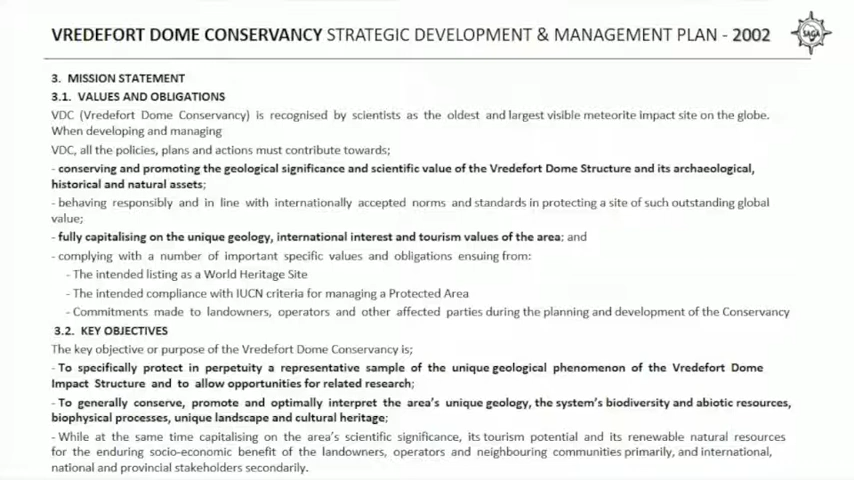 VREDEFORT DOME CONSERVANCY STRATEGIC DEVELOPMENT & MANAGEMENT PLAN - 2002
SAGA
3. MISSION STATEMENT
3.1. VALUES AND OBLIGATIONS
VDC (Vredefort Dome Conservancy) is recognised by scientists as the oldest and largest visible meteorite impact site on the globe.
When developing and managing
VDC, all the policies, plans and actions must contribute towards;
- conserving and promoting the geological significance and scientific value of the Vredefort Dome Structure and its archaeological,
historical and natural assets;
- behaving responsibly and in line with internationally accepted norms and standards in protecting a site of such outstanding global
value;
- fully capitalising on the unique geology, international interest and tourism values of the area; and
- complying with a number of important specific values and obligations ensuing from:
- The intended listing as a World Heritage Site
- The intended compliance with IUCN criteria for managing a Protected Area
- Commitments made to landowners, operators and other affected parties during the planning and development of the Conservancy
3.2. KEY OBJECTIVES
The key objective or purpose of the Vredefort Dome Conservancy is;
- To specifically protect in perpetuity a representative sample of the unique geological phenomenon of the Vredefort Dome
Impact Structure and to allow opportunities for related research;
- To generally conserve, promote and optimally interpret the area's unique geology, the system's biodiversity and abiotic resources,
biophysical processes, unique landscape and cultural heritage;
- While at the same time capitalising on the area's scientific significance, its tourism potential and its renewable natural resources
for the enduring socio-economic benefit of the landowners, operators and neighbouring communities primarily, and international,
national and provincial stakeholders secondarily.